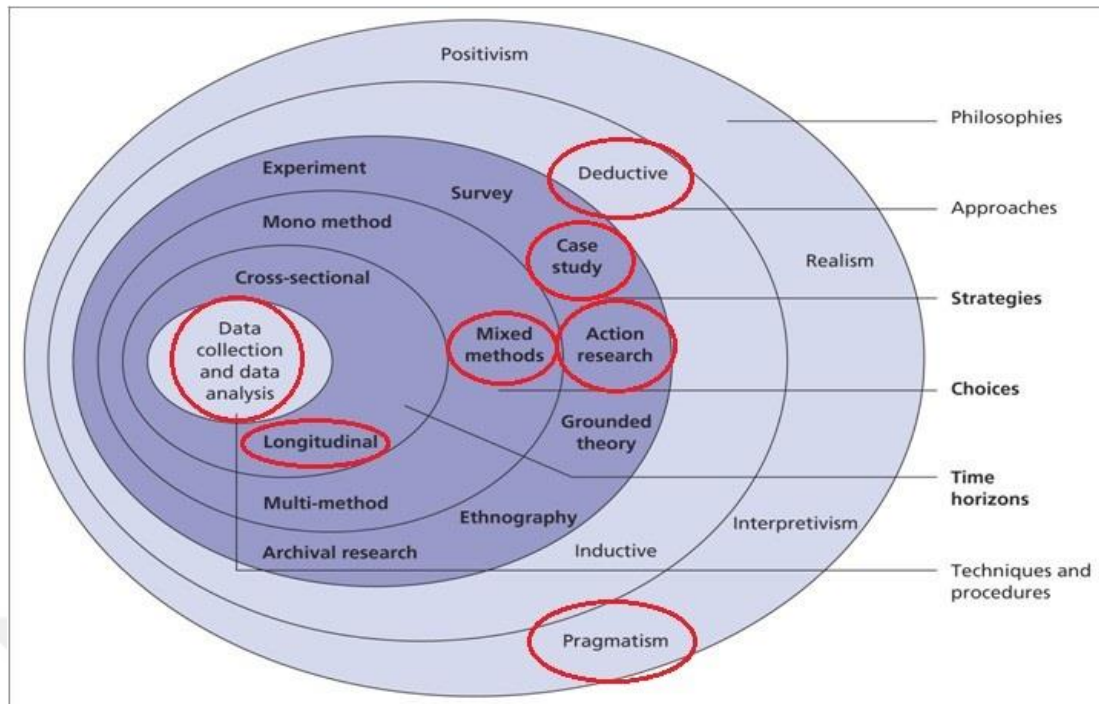 Positivism
Philosophies
Experiment
Deductive
Survey
Approaches
Mono method
Case
study
Realism
Cross-sectional
Strategies
Data
collection
and data
analysis
Mixed
methods
Action
research
Choices
Longitudinal
Grounded
theory
Time
horizons
Multi-method
Ethnography
Interpretivism
Archival research
Inductive
Techniques and
procedures
Pragmatism